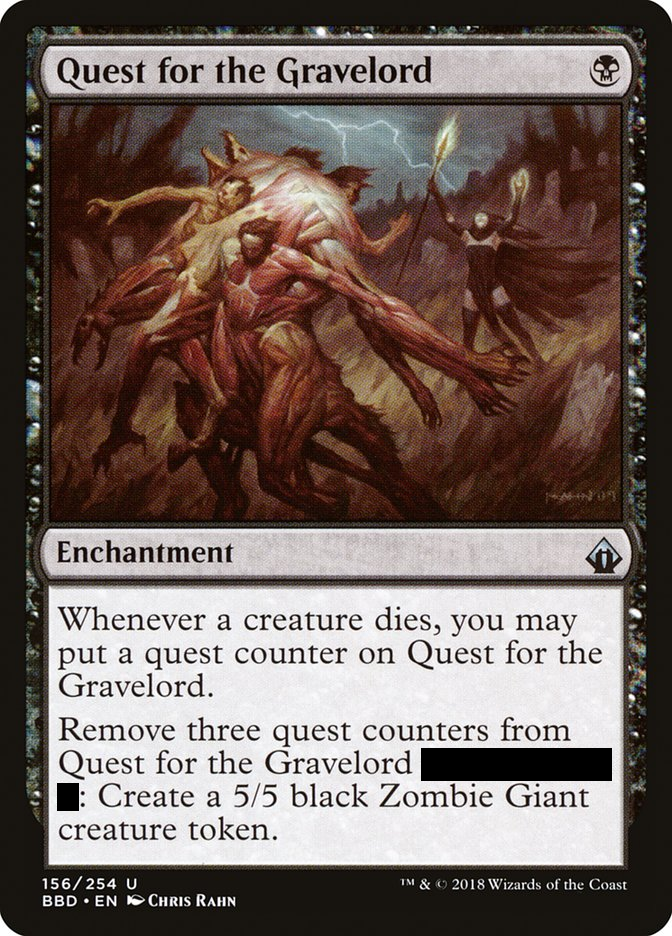 Quest for the Gravelord
Enchantment
Whenever a creature dies, you may
put a quest counter on Quest for the
Gravelord.
Remove three quest counters from
Quest for the Gravelord
: Create a 5/5 black Zombie Giant
creature token.
156/254 U
™ & © 2018 Wizards of the Coast
BBD • EN Chris Rahn